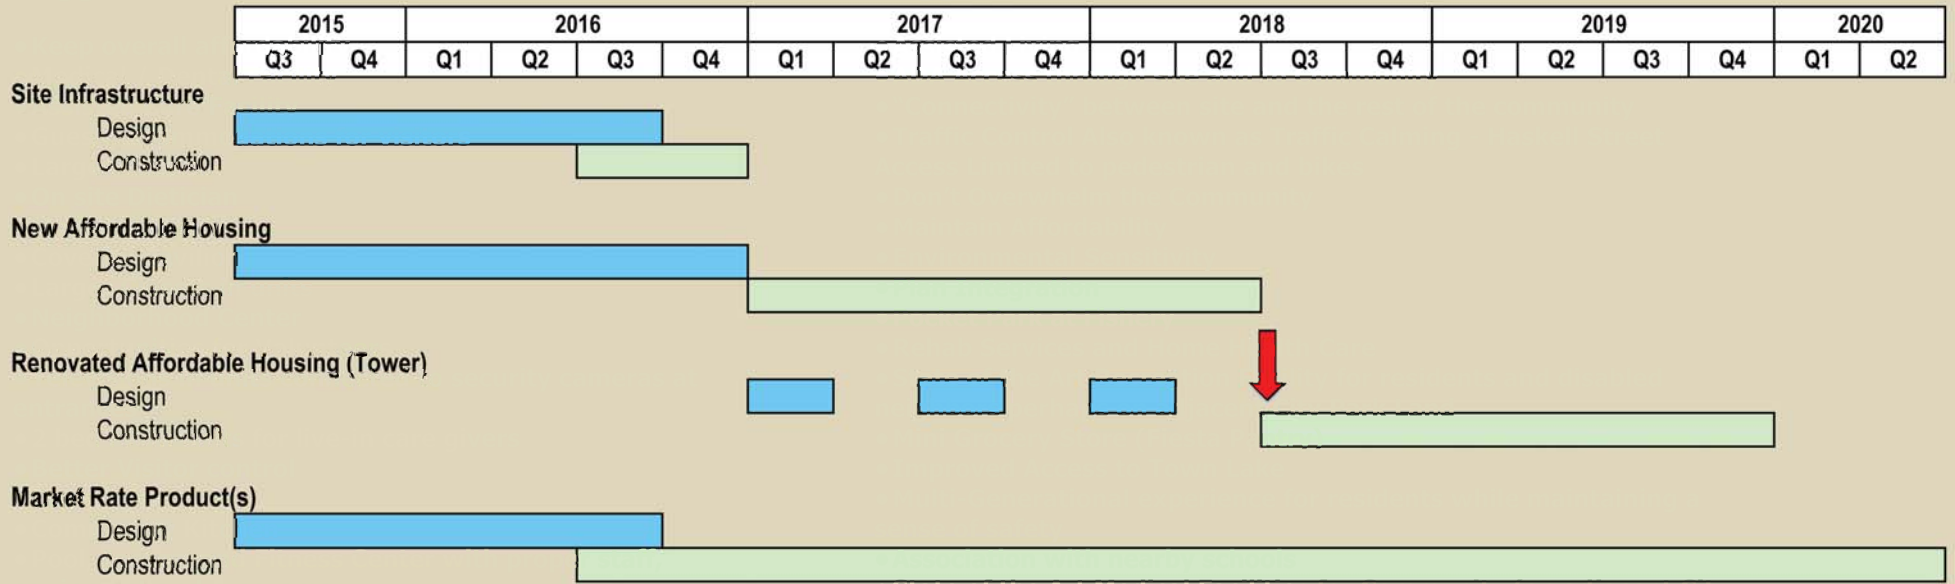 2015 2016 2017 2018 2019 2020
Q3 Q4 Q1 Q2 Q3 Q4 Q1 Q2 Q3 Q4 Q1 Q2 Q3 Q4 Q1 Q2 Q3 Q4 Q1 Q2
Site Infrastructure
Design
Construction
New Affordable Housing
Design
Construction
Renovated Affordable Housing (Tower)
Design
Construction
Market Rate Product(s)
Design
Construction